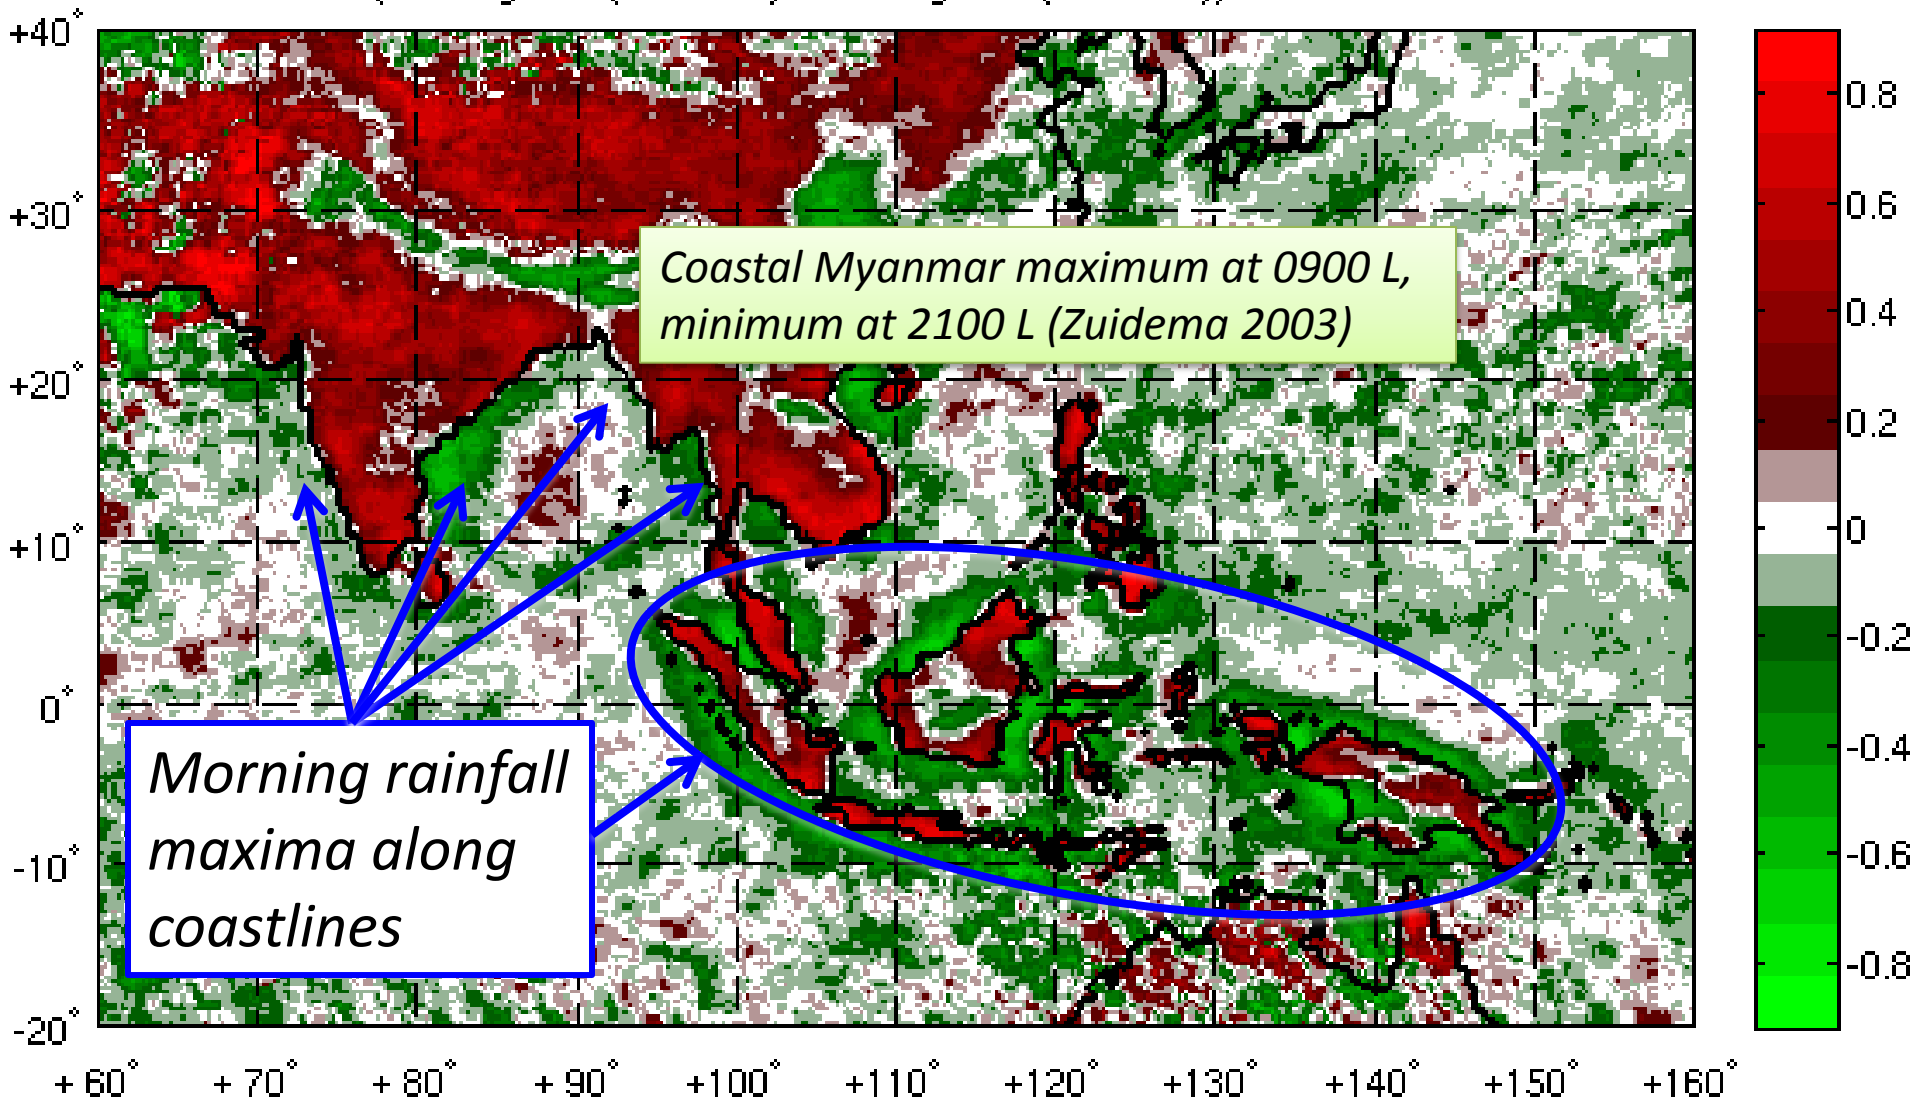 +40°
+30°
+20°
+10°
0°
-10°
-20°
Coastal Myanmar maximum at 0900 L,
minimum at 2100 L (Zuidema 2003)
Morning rainfall
maxima along
coastlines
+ 60° + 70° + 80° + 90° +100° +110° +120° +130° +140° +150° +160°
0.8
0.6
0.4
0.2
0
-0.2
-0.4
-0.6
-0.8